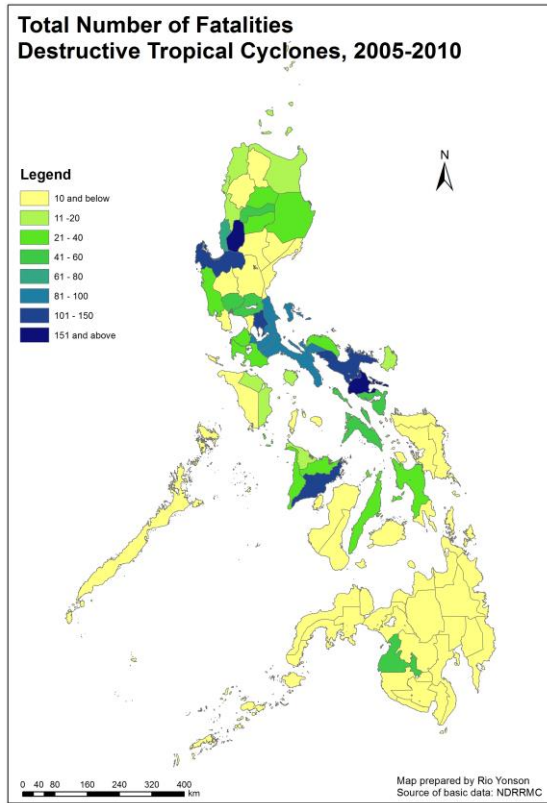 Total Number of Fatalities
Destructive Tropical Cyclones, 2005-2010
N
Legend
10 and below
11 -20
21 - 40
41 - 60
61 - 80
81 - 100
101 - 150
151 and above
0 40 80 160 240 320 400
km
Map prepared by Rio Yonson
Source of basic data: NDRRMC